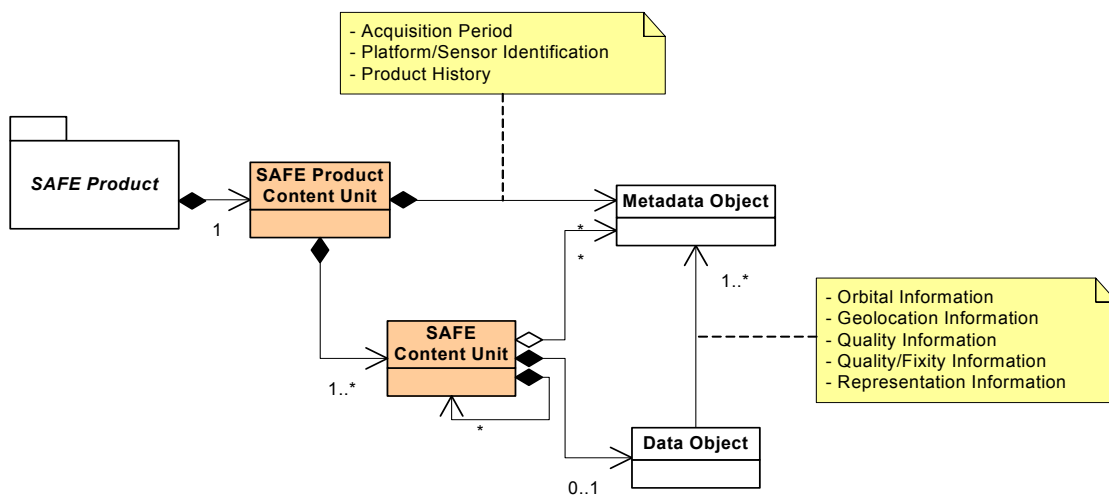 - Acquisition Period
- Platform/Sensor Identification
- Product History
SAFE Product
SAFE Product
Content Unit
1
Metadata Object
*
*
1..*
- Orbital Information
- Geolocation Information
- Quality Information
- Quality/Fixity Information
- Representation Information
SAFE
Content Unit
1..*
*
Data Object
0..1